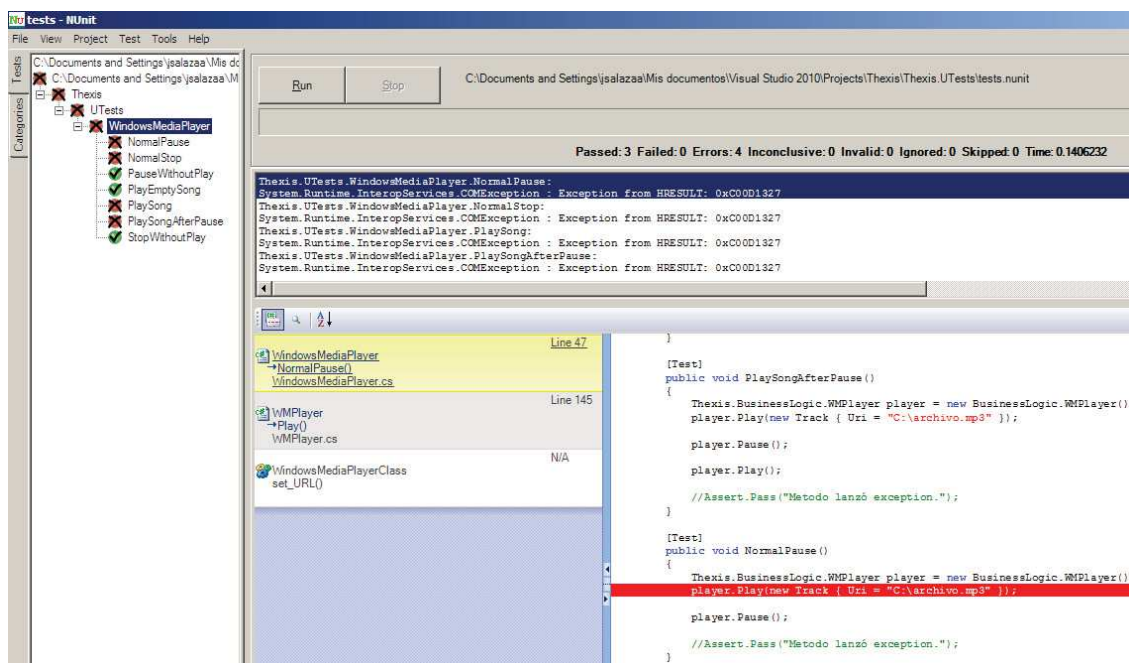 Nu tests - NUnit
File View Project Test Tools Help
Tests
Categories
C:\Documents and Settings\jsalazaa\Mis dc
C:\Documents and Settings\jsalazaa\M
Thexis
UTests
WindowsMediaPlayer
NormalPause
NormalStop
PauseWithoutPlay
PlayEmptySong
PlaySong
PlaySongAfterPause
StopWithoutPlay
Run
Stop
C:\Documents and Settings\jsalazaa\Mis documentos\Visual Studio 2010\Projects\Thexis\Thexis.UTests\tests.nunit
Passed: 3 Failed: 0 Errors: 4 Inconclusive: 0 Invalid: 0 Ignored: 0 Skipped: 0 Time: 0.1406232
Thexis.UTests.WindowsMediaPlayer.NormalPause:
System.Runtime.InteropServices.COMException : Exception from HRESULT: 0xC00D1327
Thexis.UTests.WindowsMediaPlayer.NormalStop:
System.Runtime.InteropServices.COMException : Exception from HRESULT: 0xC00D1327
Thexis.UTests.WindowsMediaPlayer.PlaySong:
System.Runtime.InteropServices.COMException : Exception from HRESULT: 0xC00D1327
Thexis.UTests.WindowsMediaPlayer.PlaySongAfterPause:
System.Runtime.InteropServices.COMException : Exception from HRESULT: 0xC00D1327
Line 47
WindowsMediaPlayer
→NormalPause()
WindowsMediaPlayer.cs
Line 145
WMPlayer
→Play()
WMPlayer.cs
N/A
WindowsMediaPlayerClass
set_URL()
}
[Test]
public void PlaySongAfterPause()
{
Thexis.BusinessLogic.WMPlayer player = new BusinessLogic.WMPlayer()
player.Play(new Track { Uri = "C:\archivo.mp3" });
player.Pause();
player.Play();
//Assert.Pass("Metodo lanzó exception.");
}
[Test]
public void NormalPause()
{
Thexis.BusinessLogic.WMPlayer player = new BusinessLogic.WMPlayer()
player.Play(new Track { Uri = "C:\archivo.mp3" });
player.Pause();
//Assert.Pass("Metodo lanzó exception.");
}